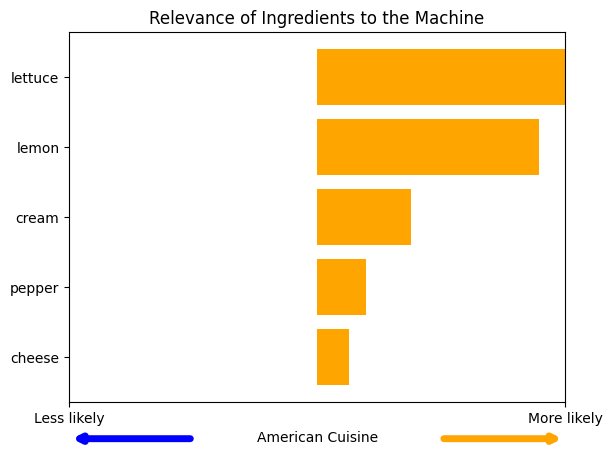 Relevance of Ingredients to the Machine
lettuce
lemon
cream
pepper
cheese
Less likely
More likely
American Cuisine